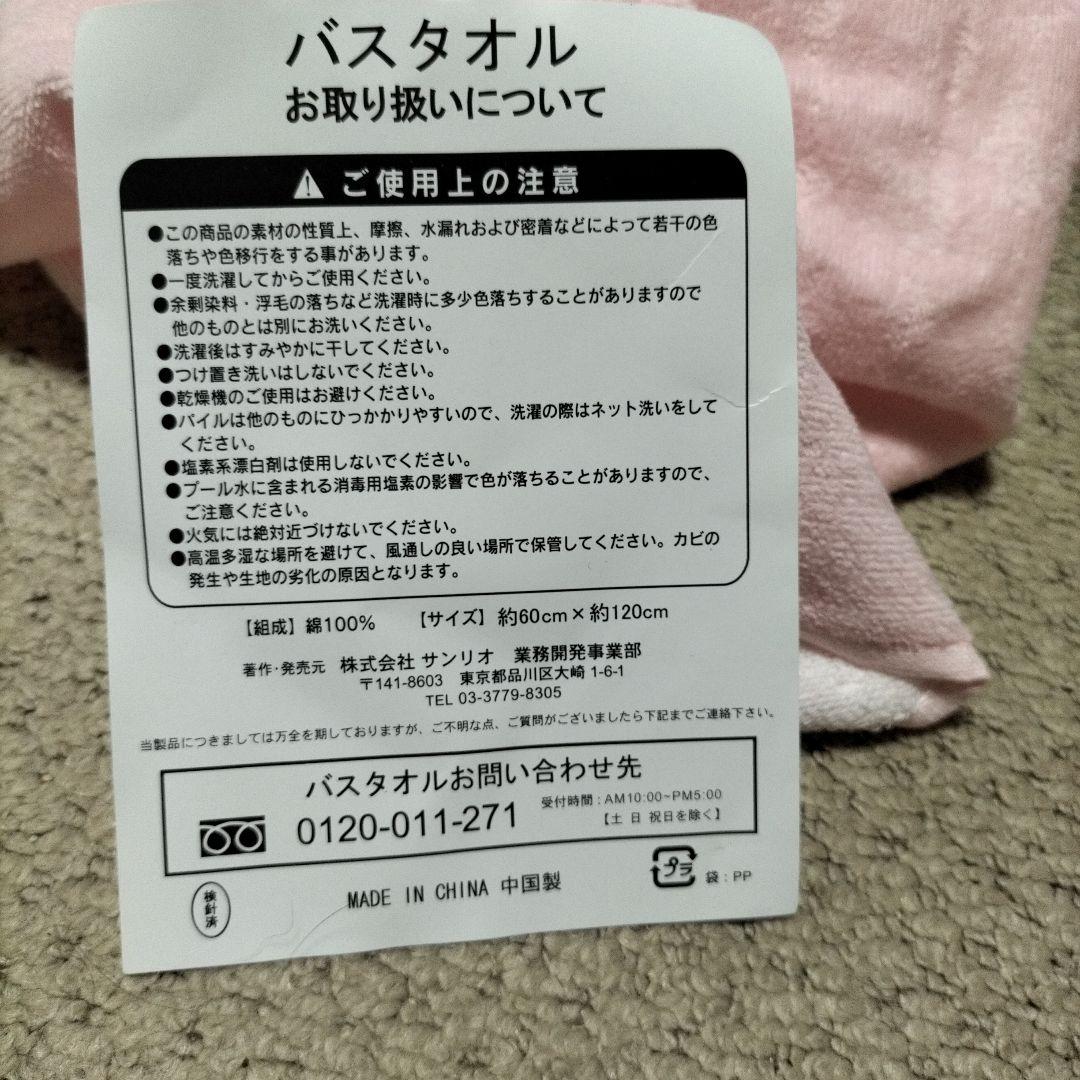 バスタオル
お取り扱いについて
ご使用上の注意
●この商品の素材の性質上、摩擦、水漏れおよび密着などによって若干の色
落ちや色移行をする事があります。
●一度洗濯してからご使用ください。
●余剰染料・浮毛の落ちなど洗濯時に多少色落ちすることがありますので
他のものとは別にお洗いください。
●洗濯後はすみやかに干してください。
●つけ置き洗いはしないでください。
●乾燥機のご使用はお避けください。
●パイルは他のものにひっかかりやすいので、洗濯の際はネット洗いをして
ください。
●塩素系漂白剤は使用しないでください。
●プール水に含まれる消毒用塩素の影響で色が落ちることがありますので、
ご注意ください。
●火気には絶対近づけないでください。
●高温多湿な場所を避けて、風通しの良い場所で保管してください。カビの
発生や生地の劣化の原因となります。
【組成】綿100% 【サイズ】約60cm×約120cm
著作・発売元 株式会社 サンリオ 業務開発事業部
〒141-8603 東京都品川区大崎 1-6-1
TEL 03-3779-8305
当製品につきましては万全を期しておりますが、ご不明な点、ご質問がございましたら下記までご連絡下さい。
バスタオルお問い合わせ先
0120-011-271
受付時間:AM10:00~PM5:00
【土 日 祝日を除く】
検針済
MADE IN CHINA 中国製
プラ
袋:PP